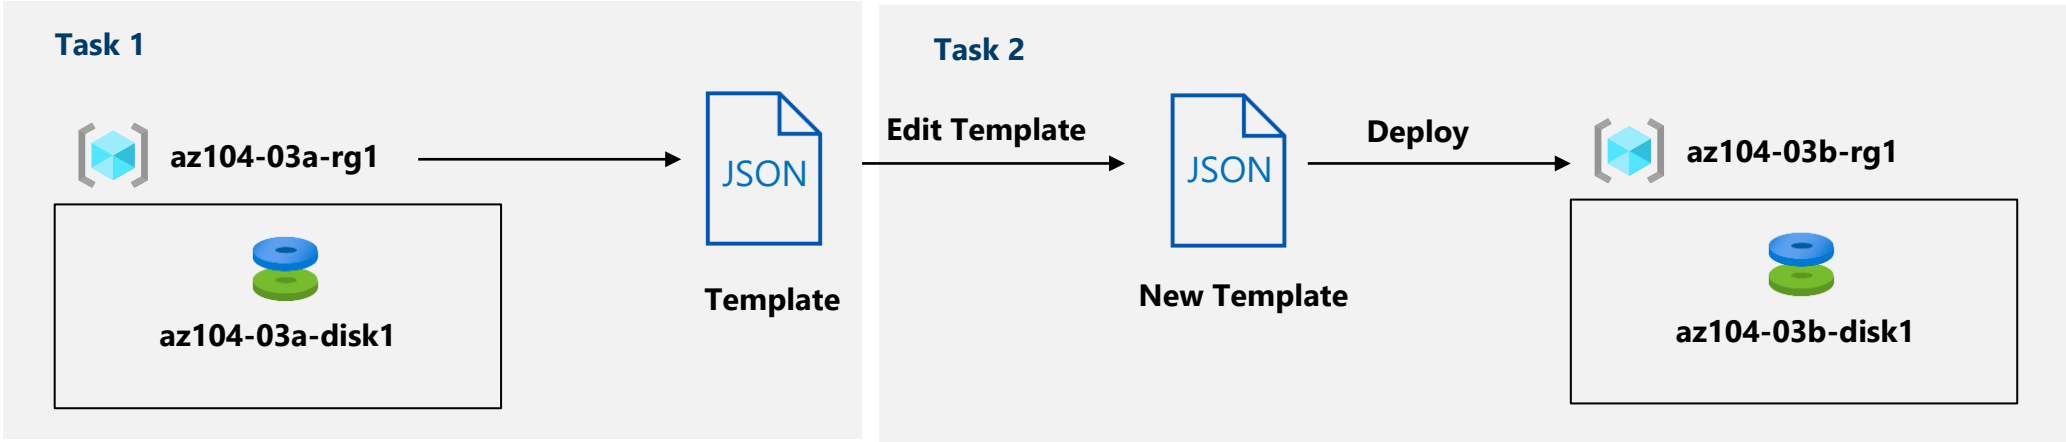 Task 1
az104-03a-rg1
JSON
Template
az104-03a-disk1
Task 2
Edit Template
JSON
New Template
Deploy
az104-03b-rg1
az104-03b-disk1